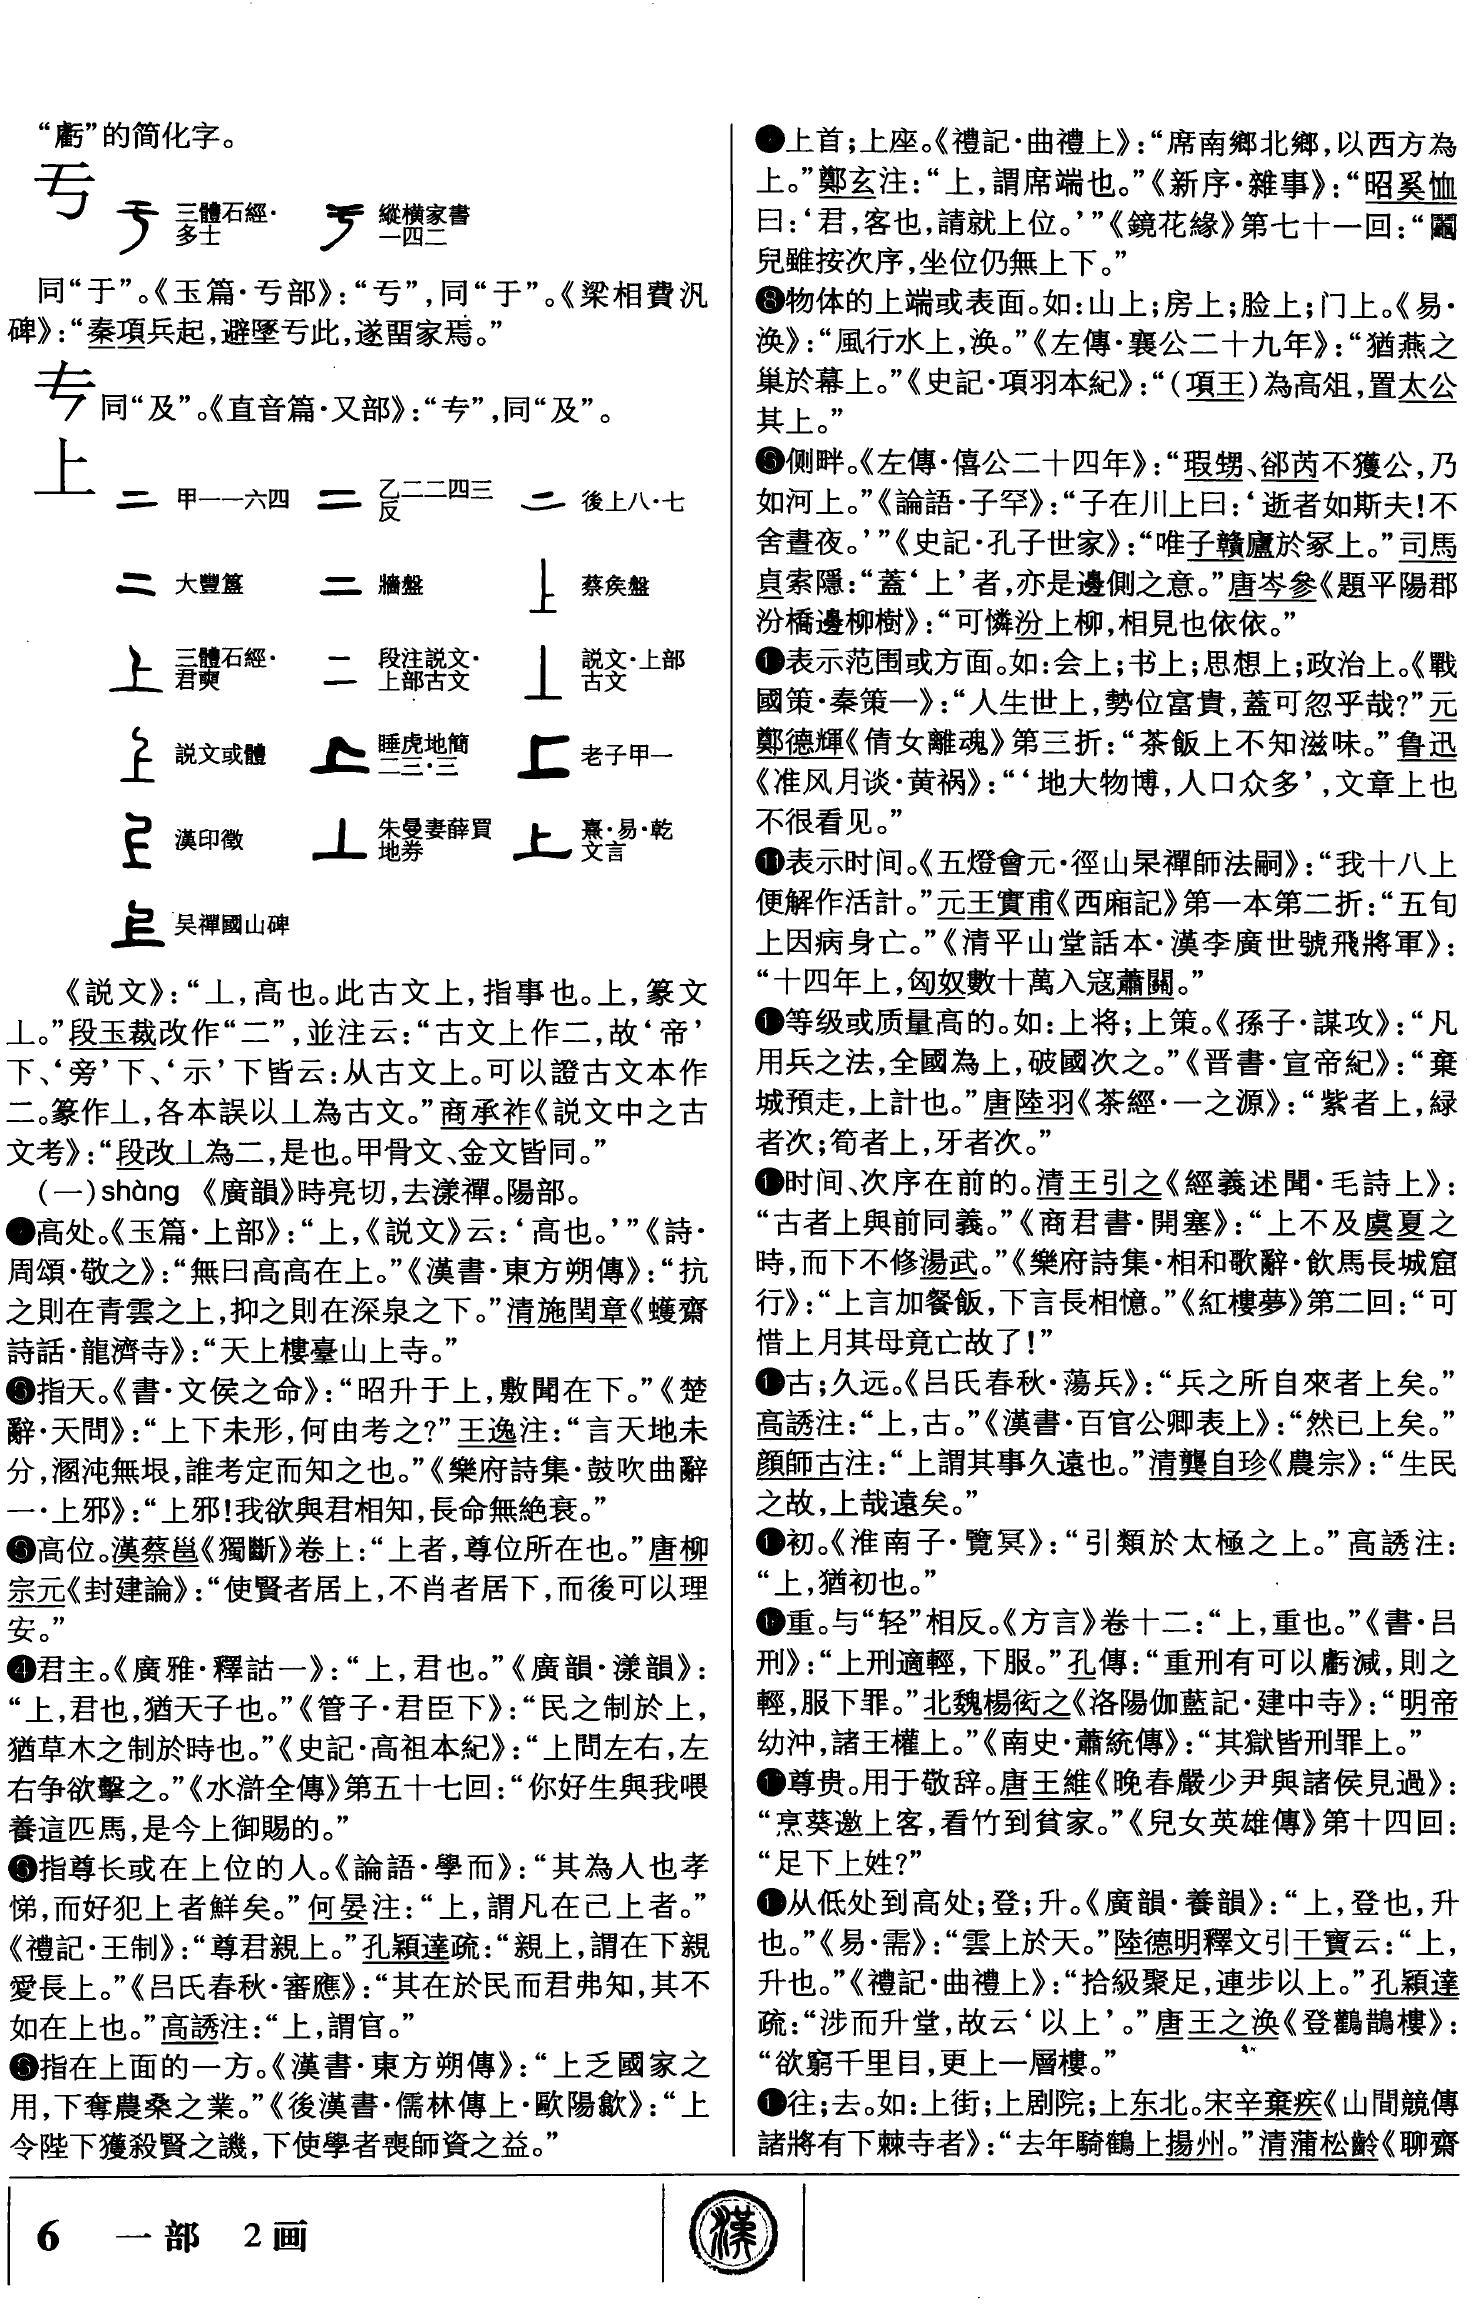 “虧”的简化字。
亐
三體石經·
多士
縱横家書
一四二
同“于”。《玉篇·亐部》：“亐”，同“于”。《梁相費汎
碑》：“秦項兵起，避墜亐此，遂畱家焉。”
同“及”。《直音篇·又部》：“㐄”，同“及”。
上
甲一一六四
乙二二四三
反
後上八·七
大豐簋
牆盤
蔡矦盤
三體石經·
君奭
段注説文·
上部古文
説文·上部
古文
説文或體
睡虎地簡
二三·三
老子甲一
漢印徵
朱曼妻薛買
地券
熹·易·乾
文言
吴禪國山碑
《説文》：“丄，高也。此古文上，指事也。上，篆文
丄。”段玉裁改作“二”，並注云：“古文上作二，故‘帝’
下、‘旁’下、‘示’下皆云：从古文上。可以證古文本作
二。篆作丄，各本誤以丄為古文。”商承祚《説文中之古
文考》：“段改丄為二，是也。甲骨文、金文皆同。”
（一）shàng 《廣韻》時亮切，去漾禪。陽部。
高处。《玉篇·上部》：“上，《説文》云：‘高也。’”《詩·
周頌·敬之》：“無曰高高在上。”《漢書·東方朔傳》：“抗
之則在青雲之上，抑之則在深泉之下。”清施閏章《蠖齋
詩話·龍濟寺》：“天上樓臺山上寺。”
指天。《書·文侯之命》：“昭升于上，敷聞在下。”《楚
辭·天問》：“上下未形，何由考之？”王逸注：“言天地未
分，溷沌無垠，誰考定而知之也。”《樂府詩集·鼓吹曲辭
一·上邪》：“上邪！我欲與君相知，長命無絶衰。”
高位。漢蔡邕《獨斷》卷上：“上者，尊位所在也。”唐柳
宗元《封建論》：“使賢者居上，不肖者居下，而後可以理
安。”
❹君主。《廣雅·釋詁一》：“上，君也。”《廣韻·漾韻》：
“上，君也，猶天子也。”《管子·君臣下》：“民之制於上，
猶草木之制於時也。”《史記·高祖本紀》：“上問左右，左
右争欲擊之。”《水滸全傳》第五十七回：“你好生與我喂
養這匹馬，是今上御賜的。”
指尊长或在上位的人。《論語·學而》：“其為人也孝
悌，而好犯上者鮮矣。”何晏注：“上，謂凡在己上者。”
《禮記·王制》：“尊君親上。”孔穎達疏：“親上，謂在下親
愛長上。”《吕氏春秋·審應》：“其在於民而君弗知，其不
如在上也。”高誘注：“上，謂官。”
指在上面的一方。《漢書·東方朔傳》：“上乏國家之
用，下奪農桑之業。”《後漢書·儒林傳上·歐陽歙》：“上
令陛下獲殺賢之譏，下使學者喪師資之益。”
上首；上座。《禮記·曲禮上》：“席南鄉北鄉，以西方為
上。”鄭玄注：“上，謂席端也。”《新序·雜事》：“昭奚恤
曰：‘君，客也，請就上位。’”《鏡花緣》第七十一回：“鬮
兒雖按次序，坐位仍無上下。”
❽物体的上端或表面。如：山上；房上；脸上；门上。《易·
涣》：“風行水上，涣。”《左傳·襄公二十九年》：“猶燕之
巢於幕上。”《史記·項羽本紀》：“（項王）為高俎，置太公
其上。”
侧畔。《左傳·僖公二十四年》：“瑕甥、郤芮不獲公，乃
如河上。”《論語·子罕》：“子在川上曰：‘逝者如斯夫！不
舍晝夜。’”《史記·孔子世家》：“唯子贛廬於冢上。”司馬
貞索隱：“蓋‘上’者，亦是邊側之意。”唐岑參《題平陽郡
汾橋邊柳樹》：“可憐汾上柳，相見也依依。”
表示范围或方面。如：会上；书上；思想上；政治上。《戰
國策·秦策一》：“人生世上，勢位富貴，蓋可忽乎哉？”元
鄭德輝《倩女離魂》第三折：“茶飯上不知滋味。”鲁迅
《准风月谈·黄祸》：“‘地大物博，人口众多’，文章上也
不很看见。”
⓫表示时间。《五燈會元·徑山杲禪師法嗣》：“我十八上
便解作活計。”元王實甫《西廂記》第一本第二折：“五旬
上因病身亡。”《清平山堂話本·漢李廣世號飛將軍》：
“十四年上，匈奴數十萬入寇蕭關。”
等级或质量高的。如：上将；上策。《孫子·謀攻》：“凡
用兵之法，全國為上，破國次之。”《晋書·宣帝紀》：“棄
城預走，上計也。”唐陸羽《茶經·一之源》：“紫者上，緑
者次；筍者上，牙者次。”
时间、次序在前的。清王引之《經義述聞·毛詩上》：
“古者上與前同義。”《商君書·開塞》：“上不及虞夏之
時，而下不修湯武。”《樂府詩集·相和歌辭·飲馬長城窟
行》：“上言加餐飯，下言長相憶。”《紅樓夢》第二回：“可
惜上月其母竟亡故了！”
古；久远。《吕氏春秋·蕩兵》：“兵之所自來者上矣。”
高誘注：“上，古。”《漢書·百官公卿表上》：“然已上矣。”
顔師古注：“上謂其事久遠也。”清龔自珍《農宗》：“生民
之故，上哉遠矣。”
初。《淮南子·覽冥》：“引類於太極之上。”高誘注：
“上，猶初也。”
重。与“轻”相反。《方言》卷十二：“上，重也。”《書·吕
刑》：“上刑適輕，下服。”孔傳：“重刑有可以虧減，則之
輕，服下罪。”北魏楊衒之《洛陽伽藍記·建中寺》：“明帝
幼沖，諸王權上。”《南史·蕭統傳》：“其獄皆刑罪上。”
尊贵。用于敬辞。唐王維《晚春嚴少尹與諸侯見過》：
“烹葵邀上客，看竹到貧家。”《兒女英雄傳》第十四回：
“足下上姓？”
从低处到高处；登；升。《廣韻·養韻》：“上，登也，升
也。”《易·需》：“雲上於天。”陸德明釋文引干寶云：“上，
升也。”《禮記·曲禮上》：“拾級聚足，連步以上。”孔穎達
疏：“涉而升堂，故云‘以上’。”唐王之涣《登鸛鵲樓》：
“欲窮千里目，更上一層樓。”
往；去。如：上街；上剧院；上东北。宋辛棄疾《山間競傳
諸將有下棘寺者》：“去年騎鶴上揚州。”清蒲松齡《聊齋
6 一部 2画
漢